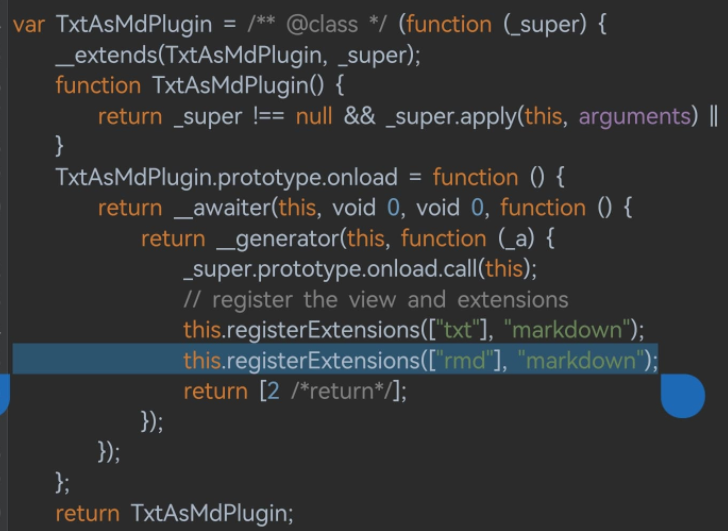 var TxtAsMdPlugin = /** @class */ (function (_super) {
__extends(TxtAsMdPlugin, _super);
function TxtAsMdPlugin() {
return _super !== null && _super.apply(this, arguments) ||
}
TxtAsMdPlugin.prototype.onload = function () {
return __awaiter(this, void 0, void 0, function () {
return __generator(this, function (_a) {
_super.prototype.onload.call(this);
// register the view and extensions
this.registerExtensions(["txt"], "markdown");
this.registerExtensions(["rmd"], "markdown");
return [2 /*return*/];
});
});
};
return TxtAsMdPlugin;